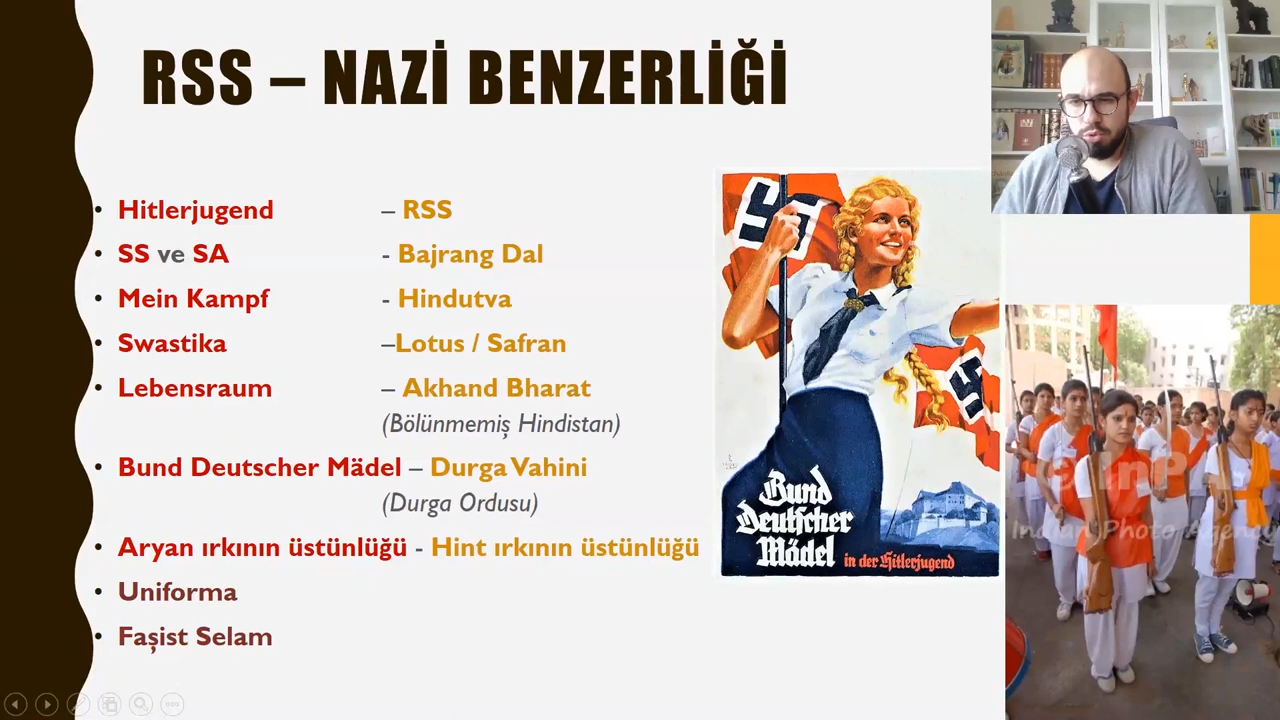 RSS – NAZİ BENZERLİĞİ
• Hitlerjugend – RSS
• SS ve SA - Bajrang Dal
• Mein Kampf - Hindutva
• Swastika –Lotus / Safran
• Lebensraum – Akhand Bharat
(Bölünmemiş Hindistan)
• Bund Deutscher Mädel – Durga Vahini
(Durga Ordusu)
• Aryan ırkının üstünlüğü - Hint ırkının üstünlüğü
• Uniforma
• Faşist Selam
Bund
Deutscher
Mädel in der Hitlerjugend
Indian Photo Agency